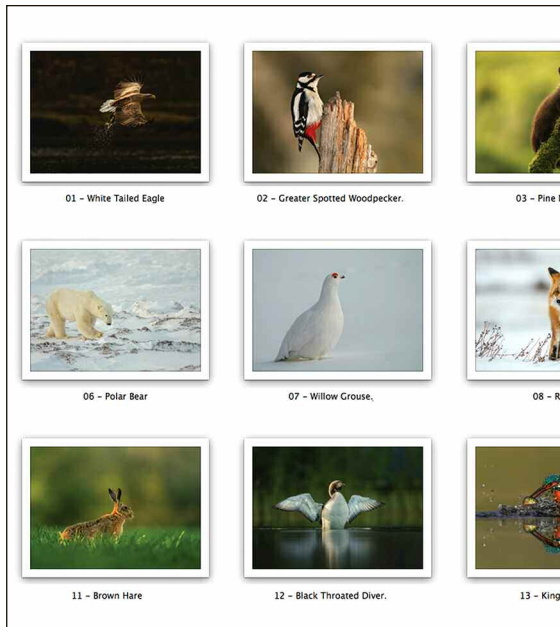 01 - White Tailed Eagle
02 - Greater Spotted Woodpecker.
03 - Pine
06 - Polar Bear
07 - Willow Grouse.
08 -
11 - Brown Hare
12 - Black Throated Diver.
13 - King